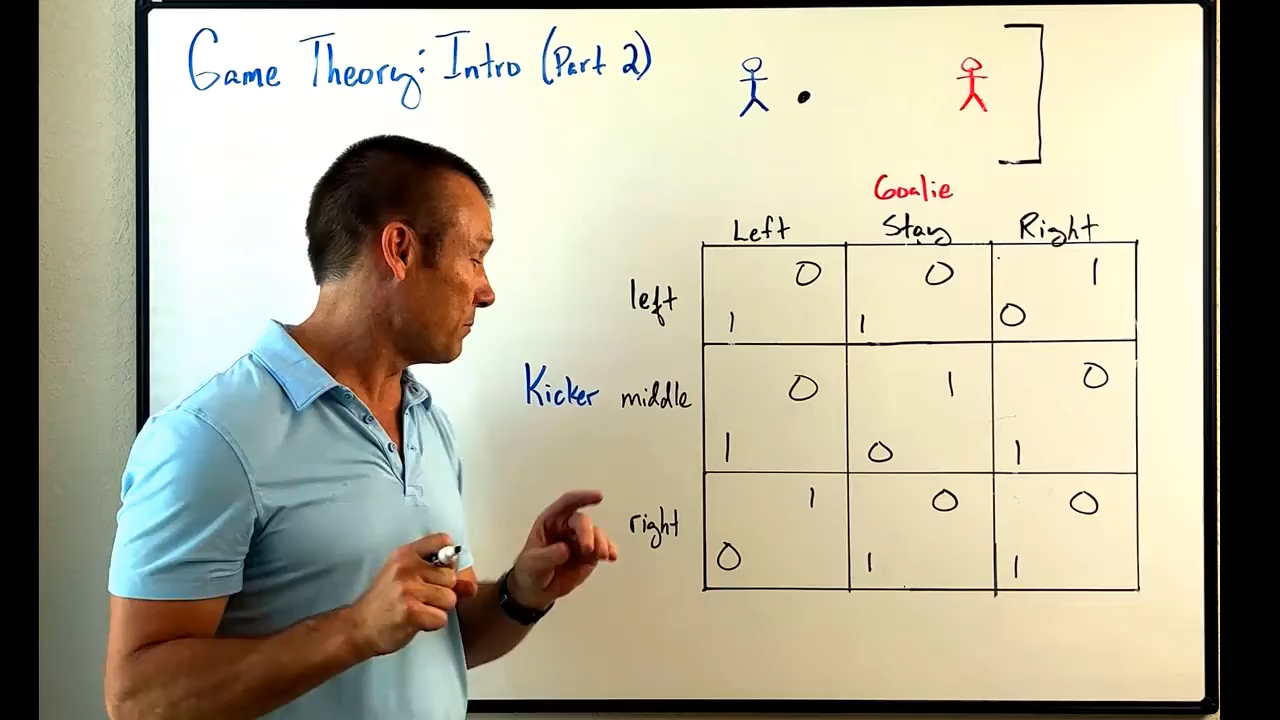 Game Theory: Intro (Part 2)
Goalie
Left Stay Right
left 0 0 1
1 1 0
Kicker middle 0 1 0
1 0 1
right 1 0 0
0 1 1